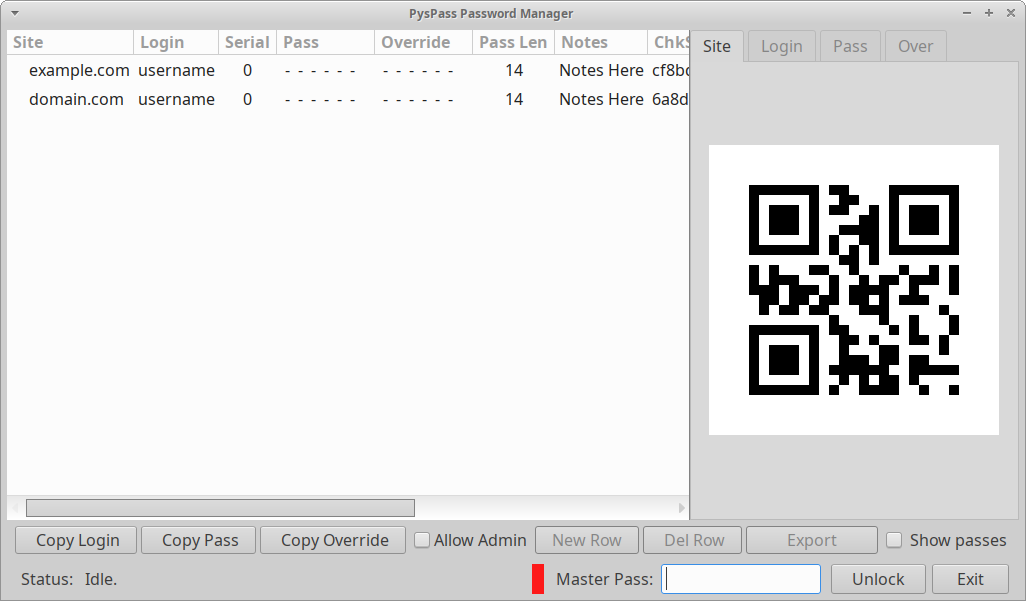 PysPass Password Manager
Site Login Serial Pass Override Pass Len Notes ChkS
Site Login Pass Over
example.com username 0 - - - - - - - - - - - - 14 Notes Here cf8bc
domain.com username 0 - - - - - - - - - - - - 14 Notes Here 6a8d
Copy Login Copy Pass Copy Override Allow Admin New Row Del Row Export Show passes
Status: Idle. Master Pass: Unlock Exit